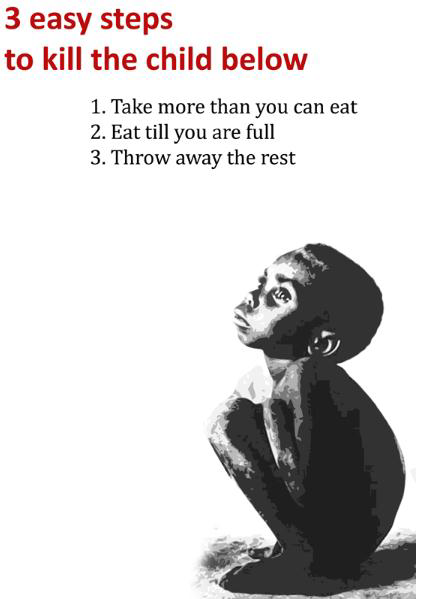 3 easy steps
to kill the child below
1. Take more than you can eat
2. Eat till you are full
3. Throw away the rest